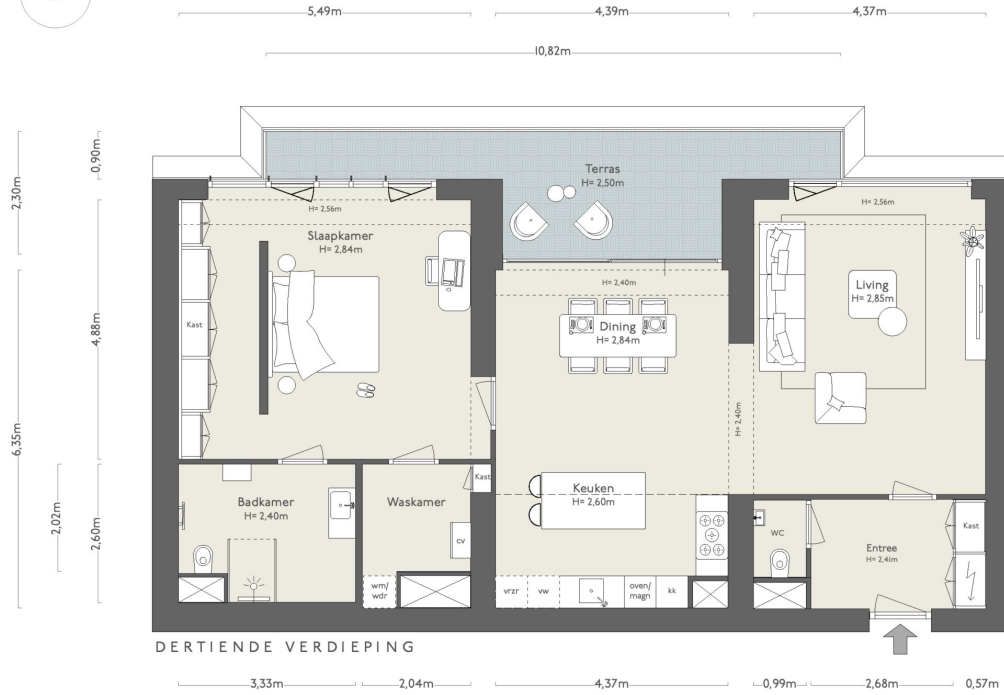 5,49m 4,39m 4,37m
10,82m
2,30m
0,90m
4,88m
6,35m
2,02m
2,60m
Terras
H= 2,50m
H= 2,56m
Slaapkamer
H= 2,84m
Kast
H= 2,40m
Dining
H= 2,84m
H= 2,56m
Living
H= 2,85m
H= 2,40m
Badkamer
H= 2,40m
Waskamer
Kast
cv
wm/
wdr
Keuken
H= 2,60m
vrzr vw oven/
magn kk
WC
Entree
H= 2,41m
Kast
DERTIENDE VERDIEPING
3,33m 2,04m 4,37m 0,99m 2,68m 0,57m